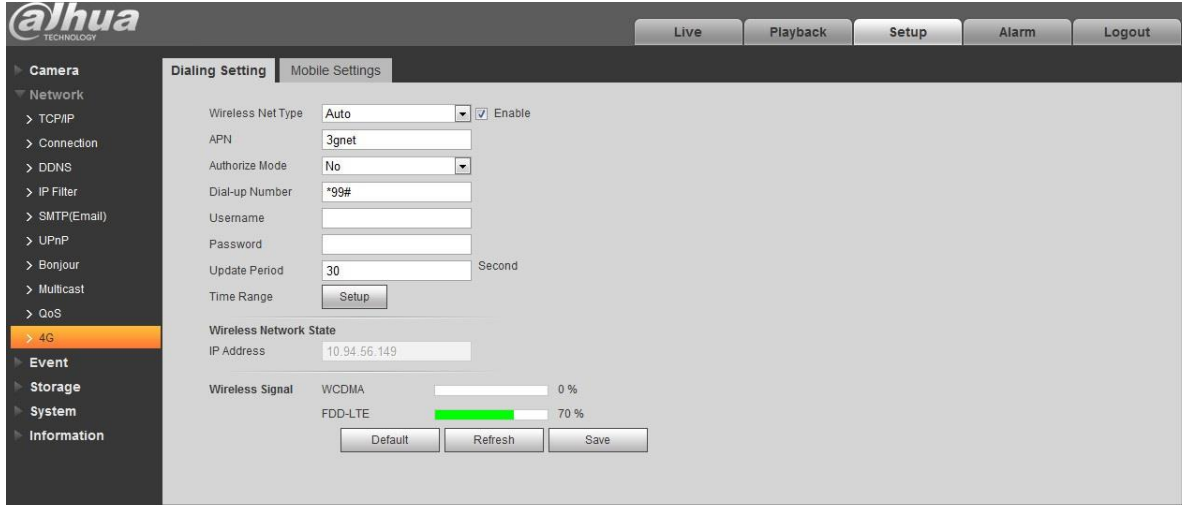 alhua
TECHNOLOGY
Live Playback Setup Alarm Logout
Camera
Network
TCP/IP
Connection
DDNS
IP Filter
SMTP(Email)
UPnP
Bonjour
Multicast
QoS
4G
Event
Storage
System
Information
Dialing Setting Mobile Settings
Wireless Net Type Auto Enable
APN 3gnet
Authorize Mode No
Dial-up Number *99#
Username
Password
Update Period 30 Second
Time Range Setup
Wireless Network State
IP Address 10.94.56.149
Wireless Signal WCDMA 0 %
FDD-LTE 70 %
Default Refresh Save